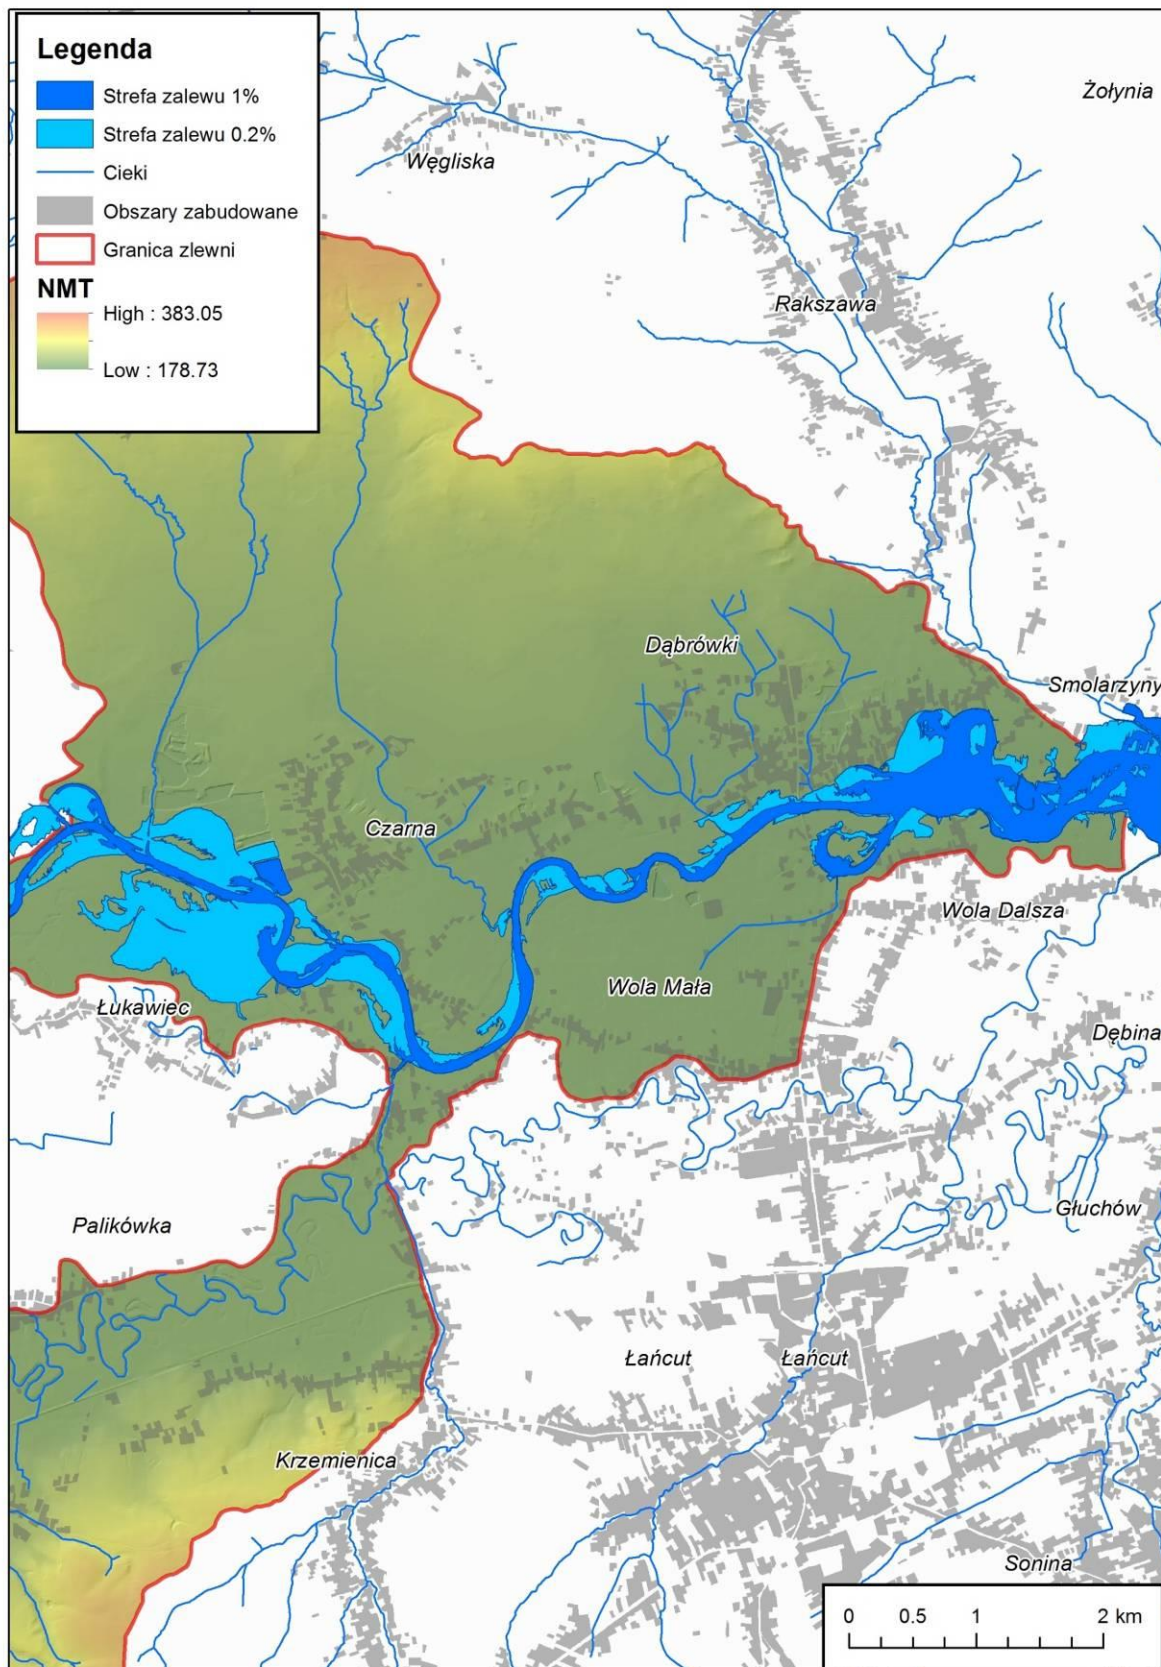 Legenda
Strefa zalewu 1%
Strefa zalewu 0.2%
Cieki
Obszary zabudowane
Granica zlewni
NMT
High : 383.05
Low : 178.73
Żołynia
Węgliska
Rakszawa
Dąbrówki
Smolarzyny
Czarna
Wola Dalsza
Wola Mała
Łukawiec
Dębina
Głuchów
Palikówka
Łańcut
Łańcut
Krzemienica
Sonina
0 0.5 1 2 km